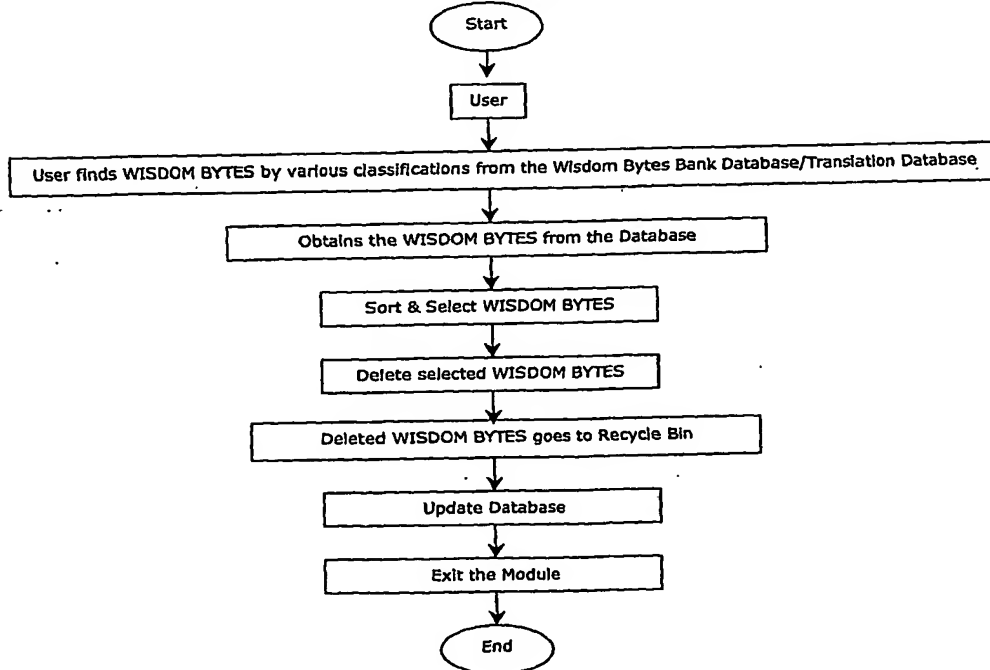 Start
User
User finds WISDOM BYTES by various classifications from the Wisdom Bytes Bank Database/Translation Database
Obtains the WISDOM BYTES from the Database
Sort & Select WISDOM BYTES
Delete selected WISDOM BYTES
Deleted WISDOM BYTES goes to Recycle Bin
Update Database
Exit the Module
End